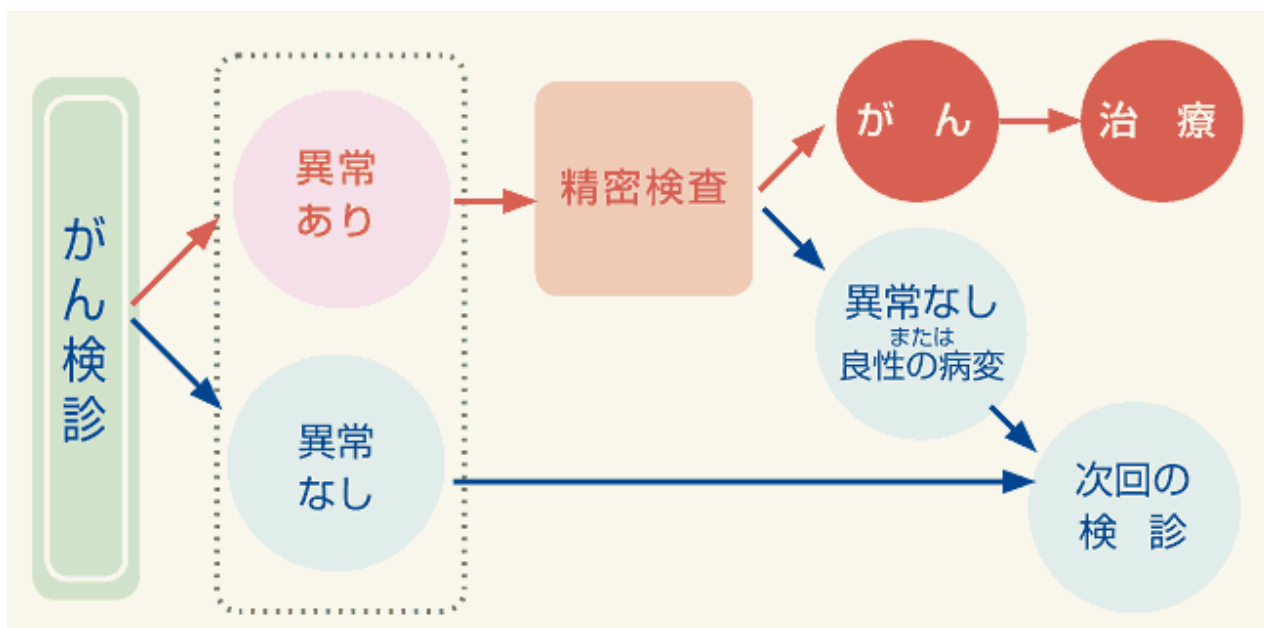 がん検診
異常
あり
異常
なし
精密検査
がん
治療
異常なし
または
良性の病変
次回の
検診